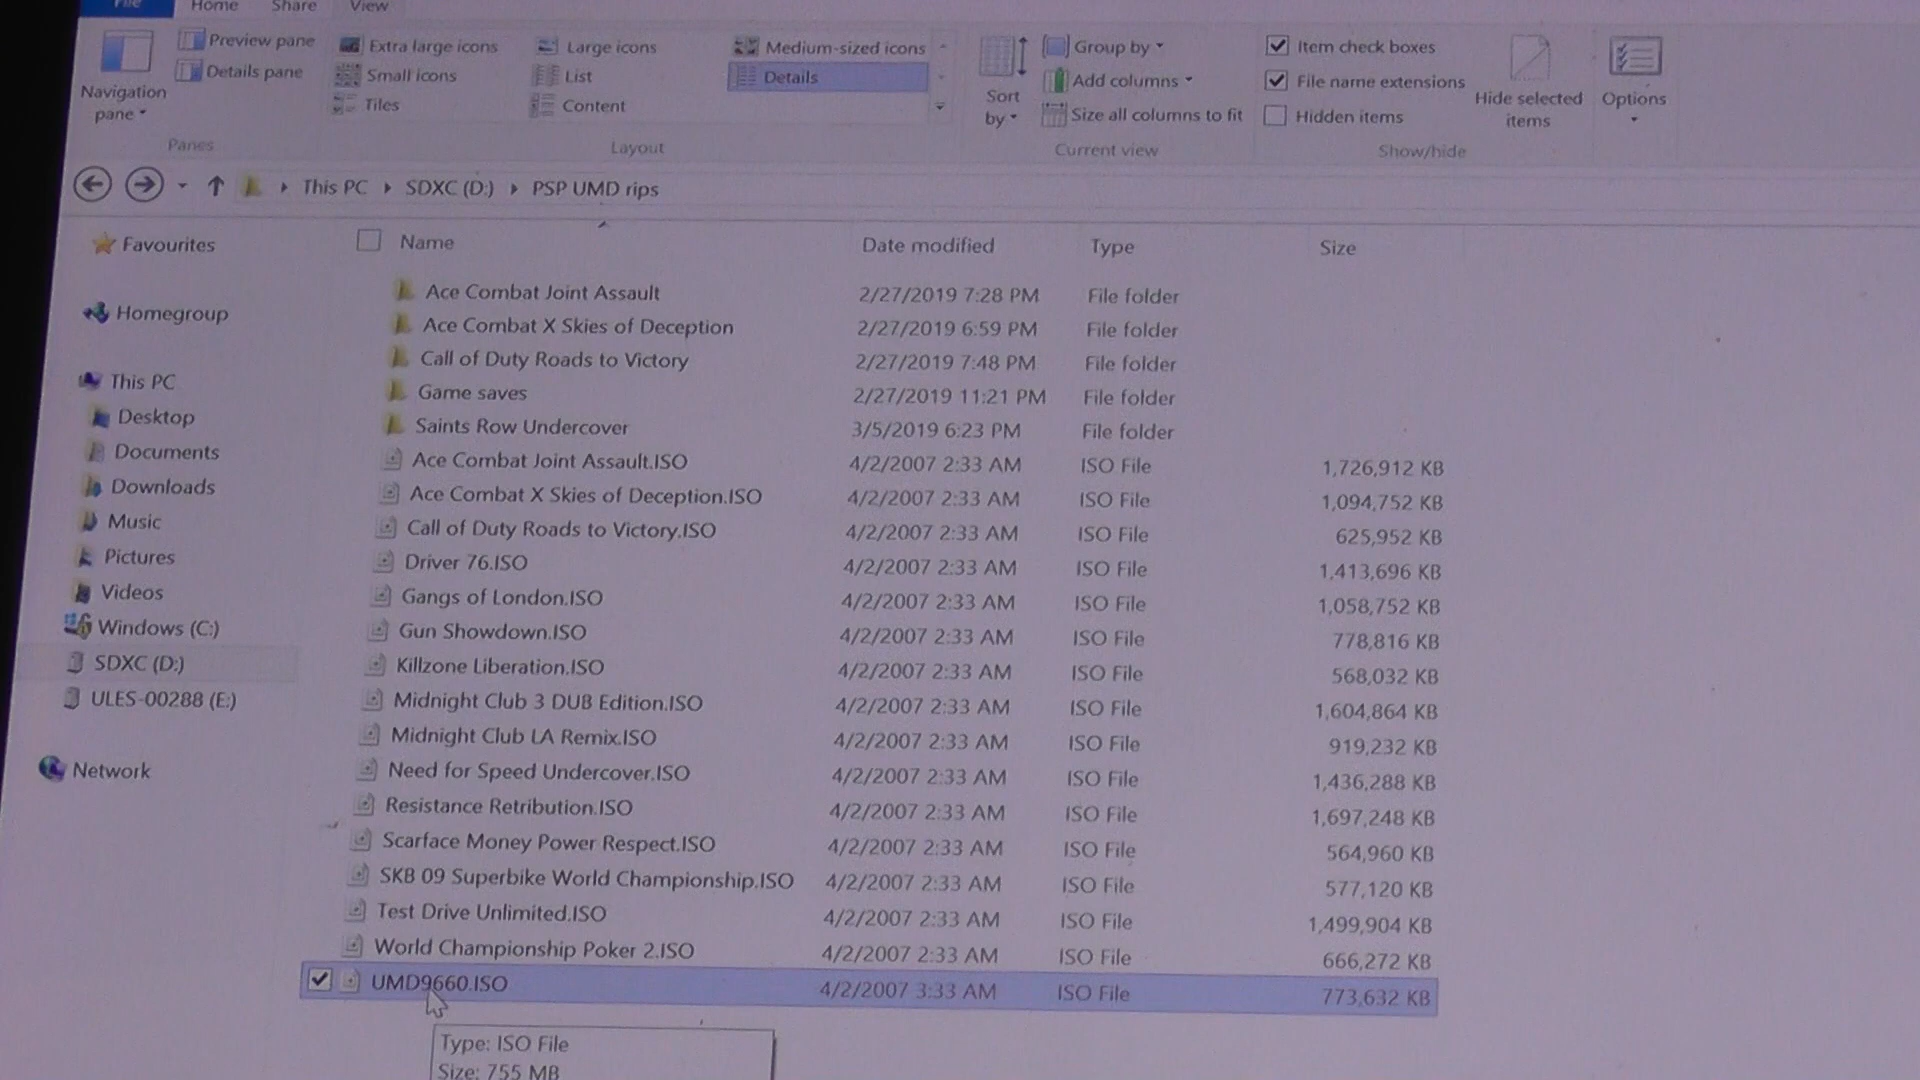 File Home Share View
Preview pane Extra large icons Large icons Medium-sized icons Group by Item check boxes
Details pane Small icons List Details Add columns File name extensions
Navigation pane Tiles Content Sort by Size all columns to fit Hidden items Hide selected items Options
Panes Layout Current view Show/hide
This PC SDXC (D:) PSP UMD rips
Favourites
Homegroup
This PC
Desktop
Documents
Downloads
Music
Pictures
Videos
Windows (C:)
SDXC (D:)
ULES-00288 (E:)
Network
Name Date modified Type Size
Ace Combat Joint Assault 2/27/2019 7:28 PM File folder
Ace Combat X Skies of Deception 2/27/2019 6:59 PM File folder
Call of Duty Roads to Victory 2/27/2019 7:48 PM File folder
Game saves 2/27/2019 11:21 PM File folder
Saints Row Undercover 3/5/2019 6:23 PM File folder
Ace Combat Joint Assault.ISO 4/2/2007 2:33 AM ISO File 1,726,912 KB
Ace Combat X Skies of Deception.ISO 4/2/2007 2:33 AM ISO File 1,094,752 KB
Call of Duty Roads to Victory.ISO 4/2/2007 2:33 AM ISO File 625,952 KB
Driver 76.ISO 4/2/2007 2:33 AM ISO File 1,413,696 KB
Gangs of London.ISO 4/2/2007 2:33 AM ISO File 1,058,752 KB
Gun Showdown.ISO 4/2/2007 2:33 AM ISO File 778,816 KB
Killzone Liberation.ISO 4/2/2007 2:33 AM ISO File 568,032 KB
Midnight Club 3 DUB Edition.ISO 4/2/2007 2:33 AM ISO File 1,604,864 KB
Midnight Club LA Remix.ISO 4/2/2007 2:33 AM ISO File 919,232 KB
Need for Speed Undercover.ISO 4/2/2007 2:33 AM ISO File 1,436,288 KB
Resistance Retribution.ISO 4/2/2007 2:33 AM ISO File 1,697,248 KB
Scarface Money Power Respect.ISO 4/2/2007 2:33 AM ISO File 564,960 KB
SKB 09 Superbike World Championship.ISO 4/2/2007 2:33 AM ISO File 577,120 KB
Test Drive Unlimited.ISO 4/2/2007 2:33 AM ISO File 1,499,904 KB
World Championship Poker 2.ISO 4/2/2007 2:33 AM ISO File 666,272 KB
UMD9660.ISO 4/2/2007 3:33 AM ISO File 773,632 KB
Type: ISO File
Size: 755 MB